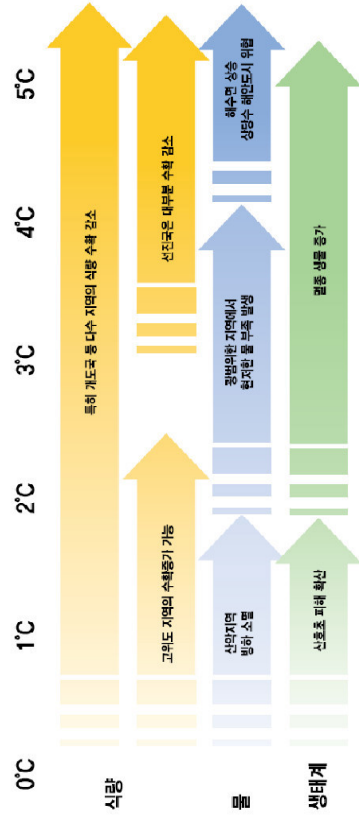 0℃ 1℃ 2℃ 3℃ 4℃ 5℃
식량
특히 개도국 등 다수 지역의 식량 수확 감소
고위도 지역의 수확증가 가능
선진국은 대부분 수확 감소
물
산악지역
빙하 소멸
광범위한 지역에서
현저한 물 부족 발생
해수면 상승
상당수 해안도시 위협
생태계
산호초 피해 확산
멸종 생물 증가